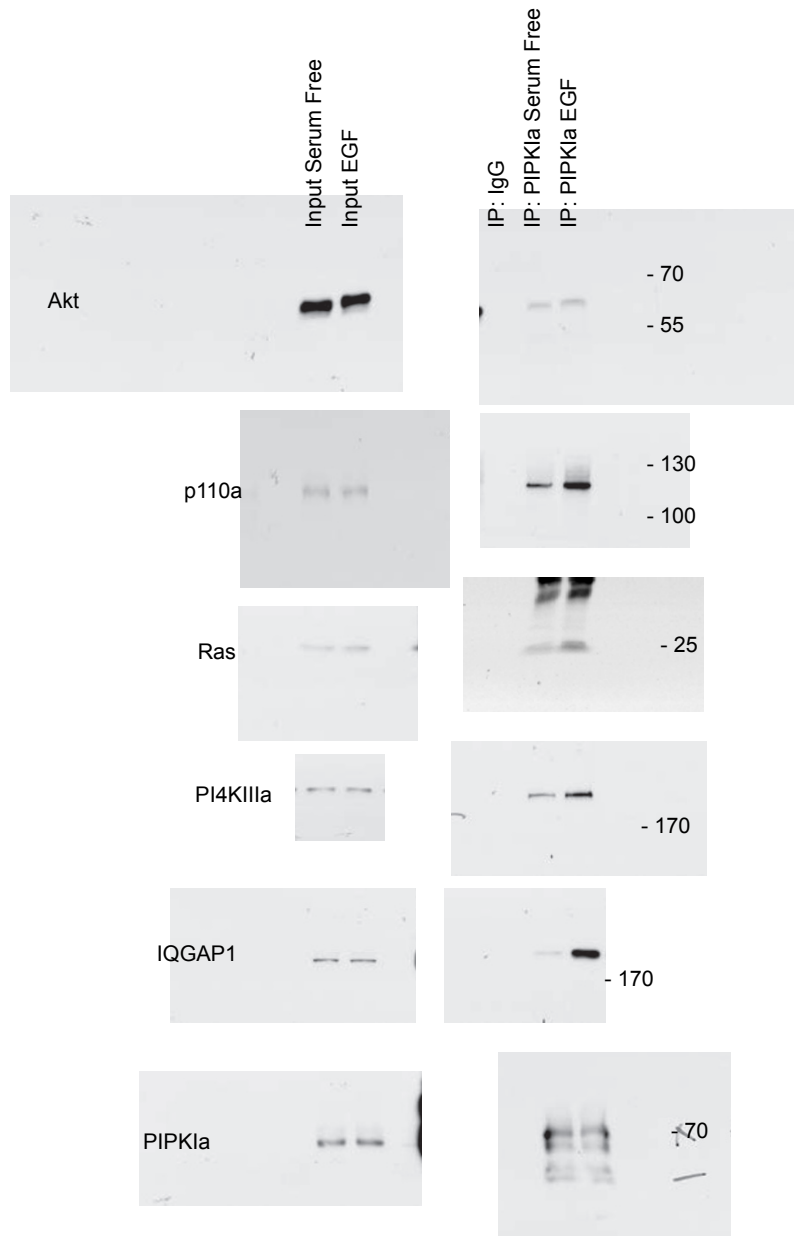 Input Serum Free
Input EGF
IP: IgG
IP: PIPKIa Serum Free
IP: PIPKIa EGF
Akt
- 70
- 55
p110a
- 130
- 100
Ras
- 25
PI4KIIIa
- 170
IQGAP1
- 170
PIPKIa
- 70